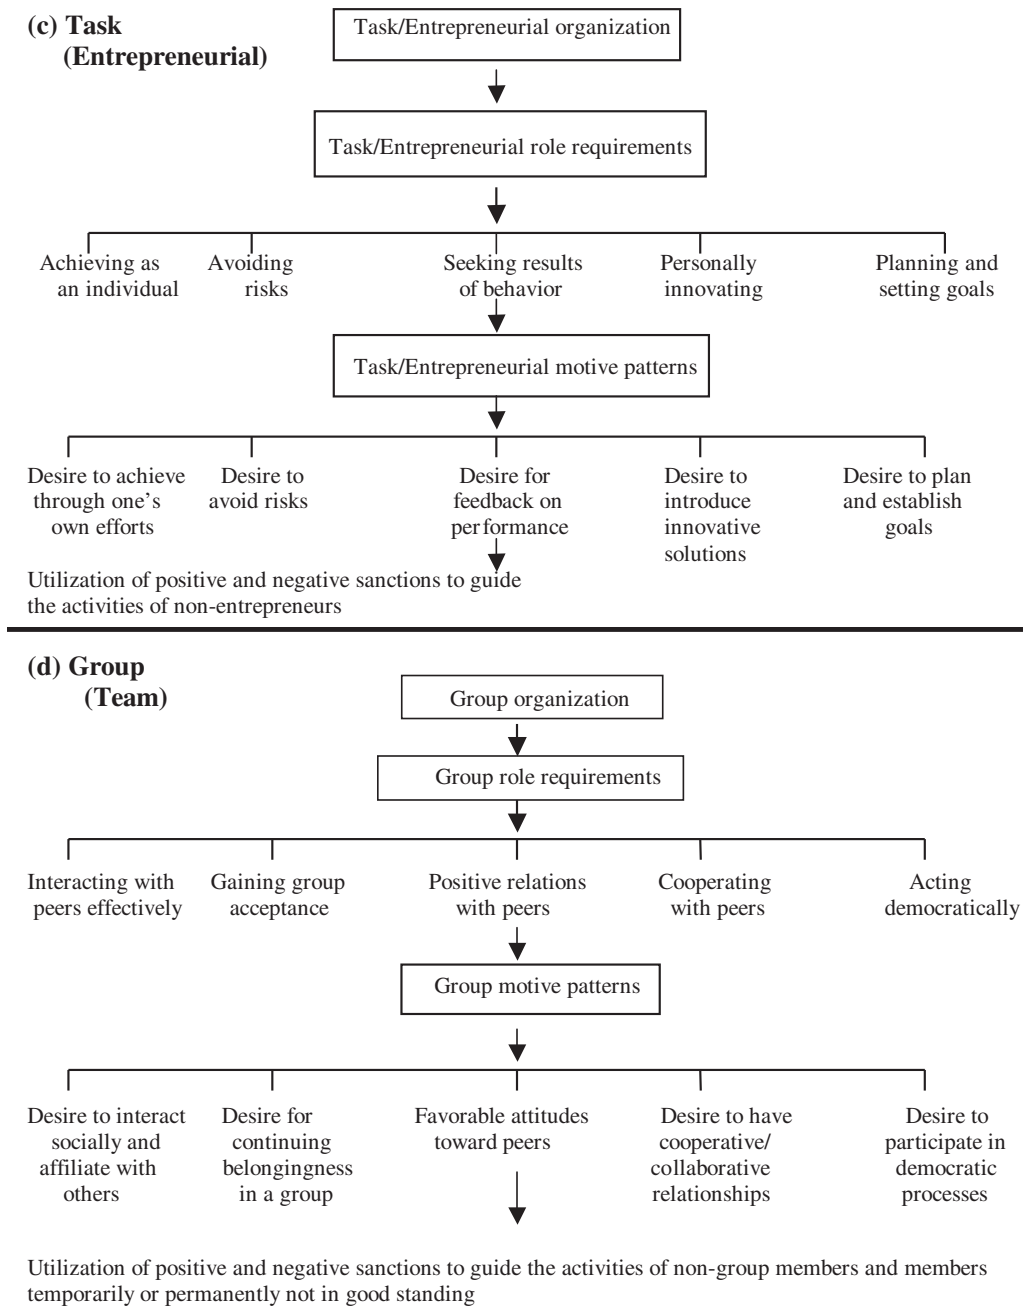 (c) Task
(Entrepreneurial)
Task/Entrepreneurial organization
Task/Entrepreneurial role requirements
Achieving as
an individual
Avoiding
risks
Seeking results
of behavior
Personally
innovating
Planning and
setting goals
Task/Entrepreneurial motive patterns
Desire to achieve
through one's
own efforts
Desire to
avoid risks
Desire for
feedback on
performance
Desire to
introduce
innovative
solutions
Desire to plan
and establish
goals
Utilization of positive and negative sanctions to guide
the activities of non-entrepreneurs
(d) Group
(Team)
Group organization
Group role requirements
Interacting with
peers effectively
Gaining group
acceptance
Positive relations
with peers
Cooperating
with peers
Acting
democratically
Group motive patterns
Desire to interact
socially and
affiliate with
others
Desire for
continuing
belongingness
in a group
Favorable attitudes
toward peers
Desire to have
cooperative/
collaborative
relationships
Desire to
participate in
democratic
processes
Utilization of positive and negative sanctions to guide the activities of non-group members and members
temporarily or permanently not in good standing